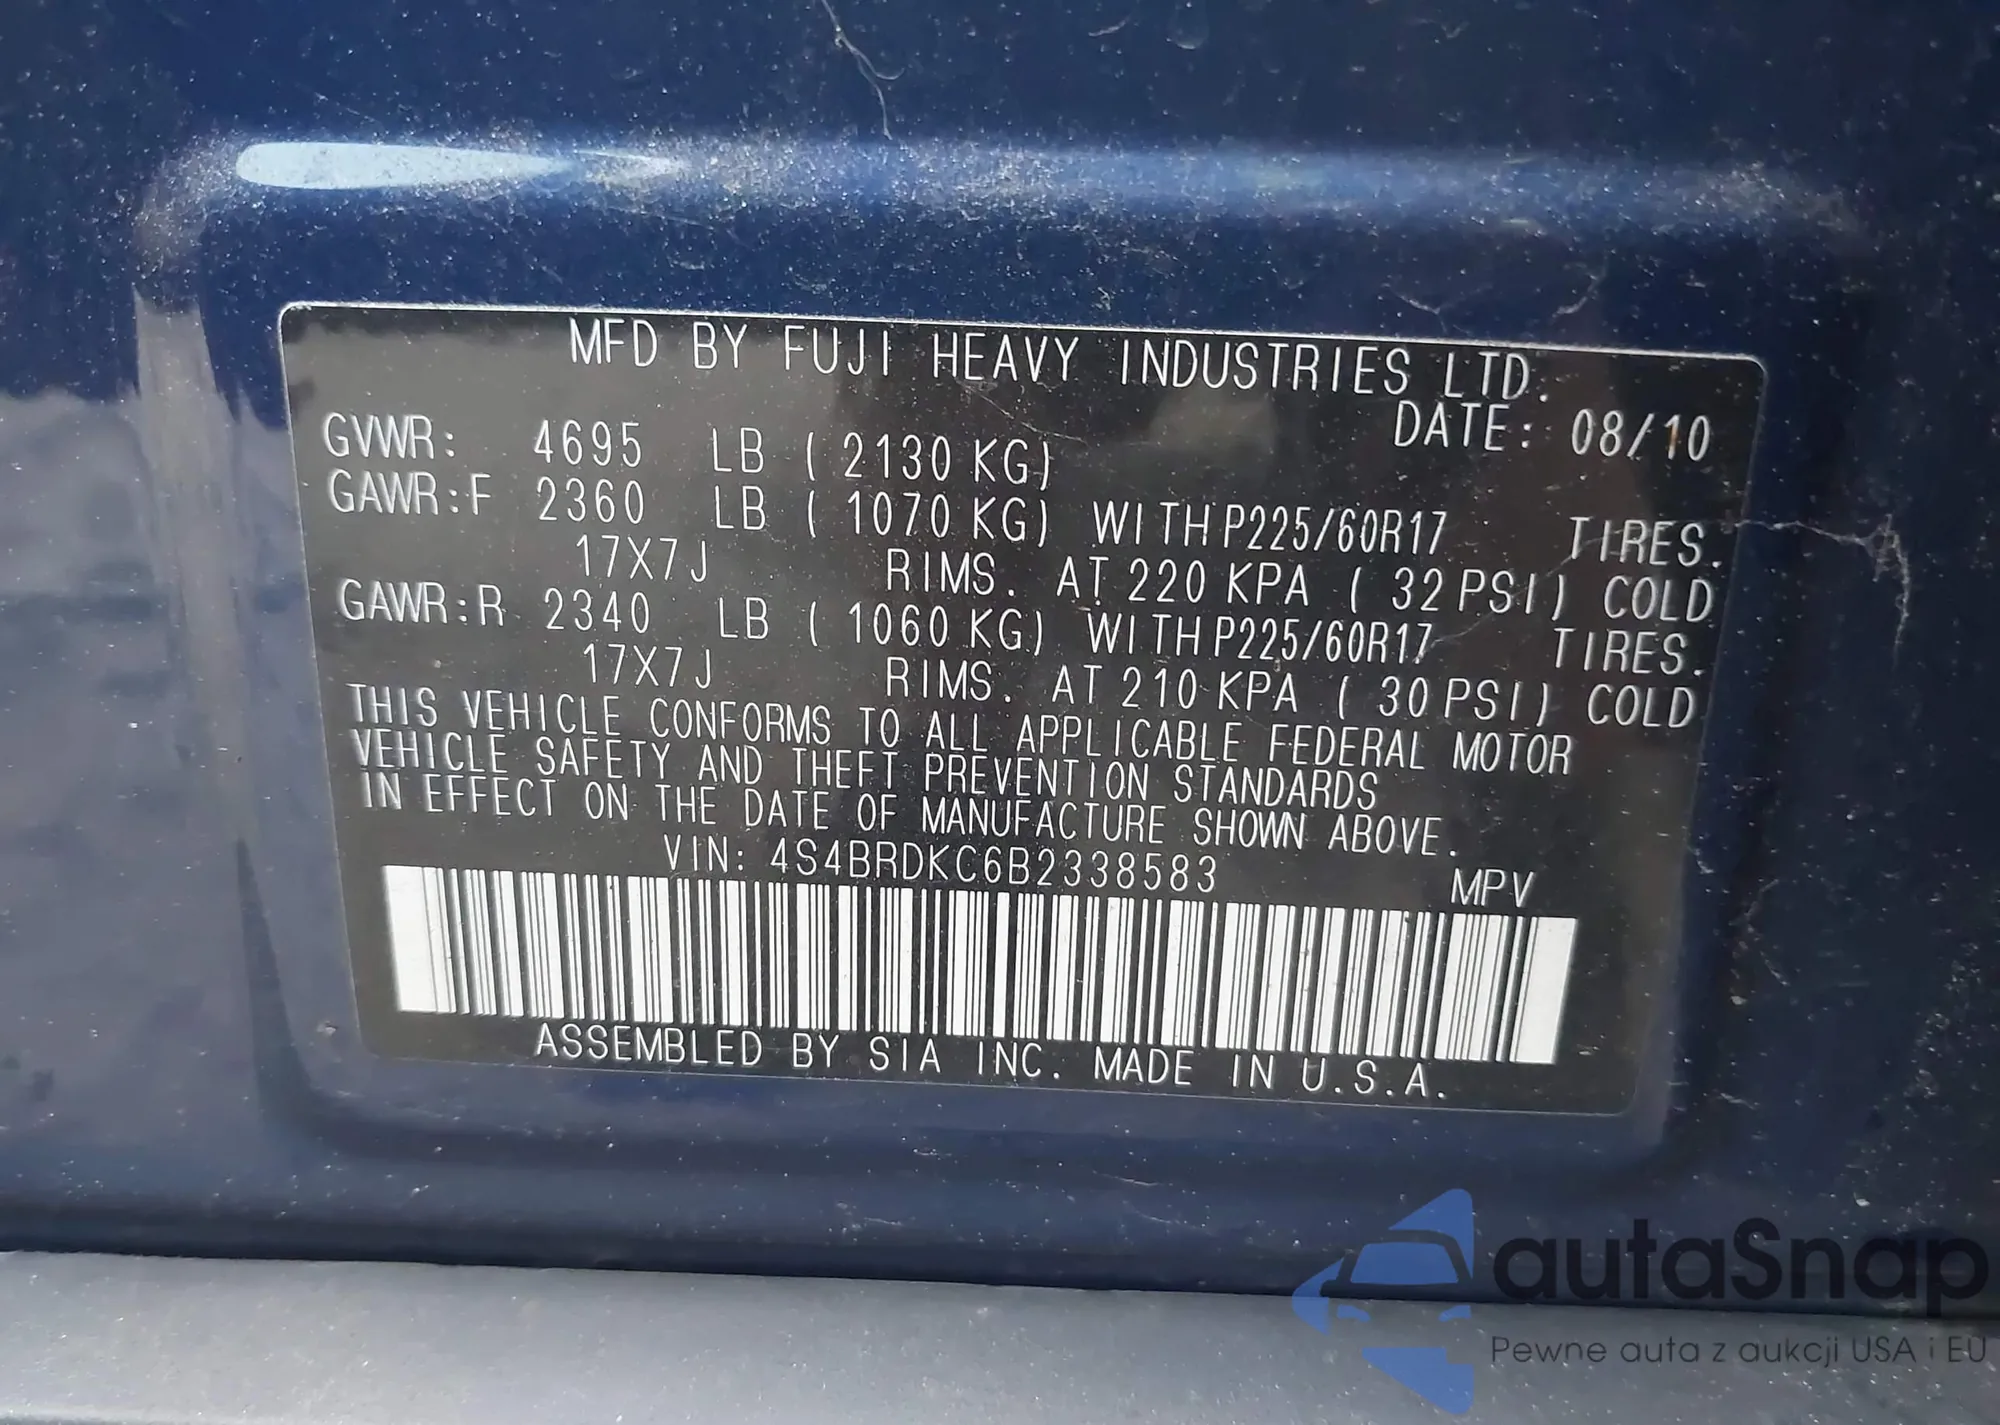 MFD BY FUJI HEAVY INDUSTRIES LTD.
DATE: 08/10
GVWR: 4695 LB (2130 KG)
GAWR:F 2360 LB (1070 KG) WITH P225/60R17 TIRES.
17X7J RIMS. AT 220 KPA (32 PSI) COLD
GAWR:R 2340 LB (1060 KG) WITH P225/60R17 TIRES.
17X7J RIMS. AT 210 KPA (30 PSI) COLD
THIS VEHICLE CONFORMS TO ALL APPLICABLE FEDERAL MOTOR
VEHICLE SAFETY AND THEFT PREVENTION STANDARDS
IN EFFECT ON THE DATE OF MANUFACTURE SHOWN ABOVE.
VIN: 4S4BRDKC6B2338583 MPV
ASSEMBLED BY SIA INC. MADE IN U.S.A.
autaSnap
Pewne auta z aukcji USA i EU